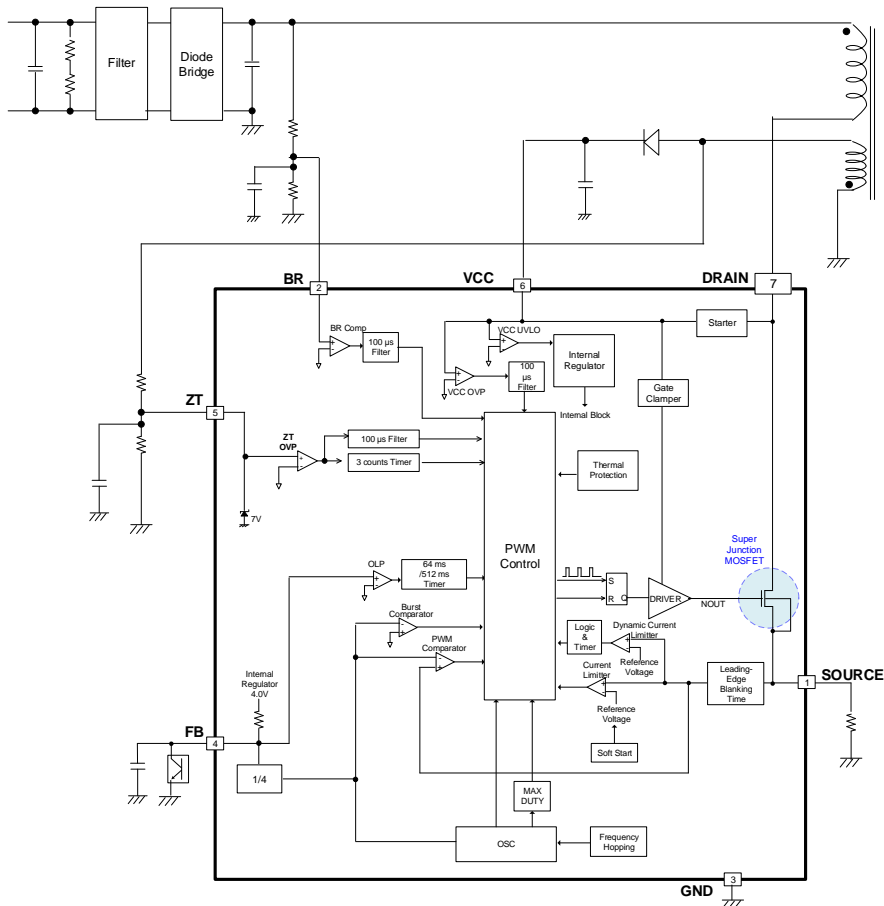 Filter
Diode
Bridge
BR
VCC
DRAIN
2
6
7
BR Comp
+
-
100 µs
Filter
VCC UVLO
+
-
Internal
Regulator
Starter
VCC OVP
+
-
100
µs
Filter
Internal Block
Gate
Clamper
ZT
5
ZT
OVP
+
-
100 µs Filter
3 counts Timer
7V
Thermal
Protection
PWM
Control
Super
Junction
MOSFET
OLP
+
-
64 ms
/512 ms
Timer
S
R
Q
DRIVER
NOUT
Burst
Comparator
-
+
PWM
Comparator
-
+
Logic
&
Timer
Dynamic Current
Limitter
+
-
Reference
Voltage
Current
Limitter
+
-
Reference
Voltage
Leading-
Edge
Blanking
Time
SOURCE
1
Internal
Regulator
4.0V
FB
4
1/4
Soft Start
MAX
DUTY
OSC
Frequency
Hopping
GND
3